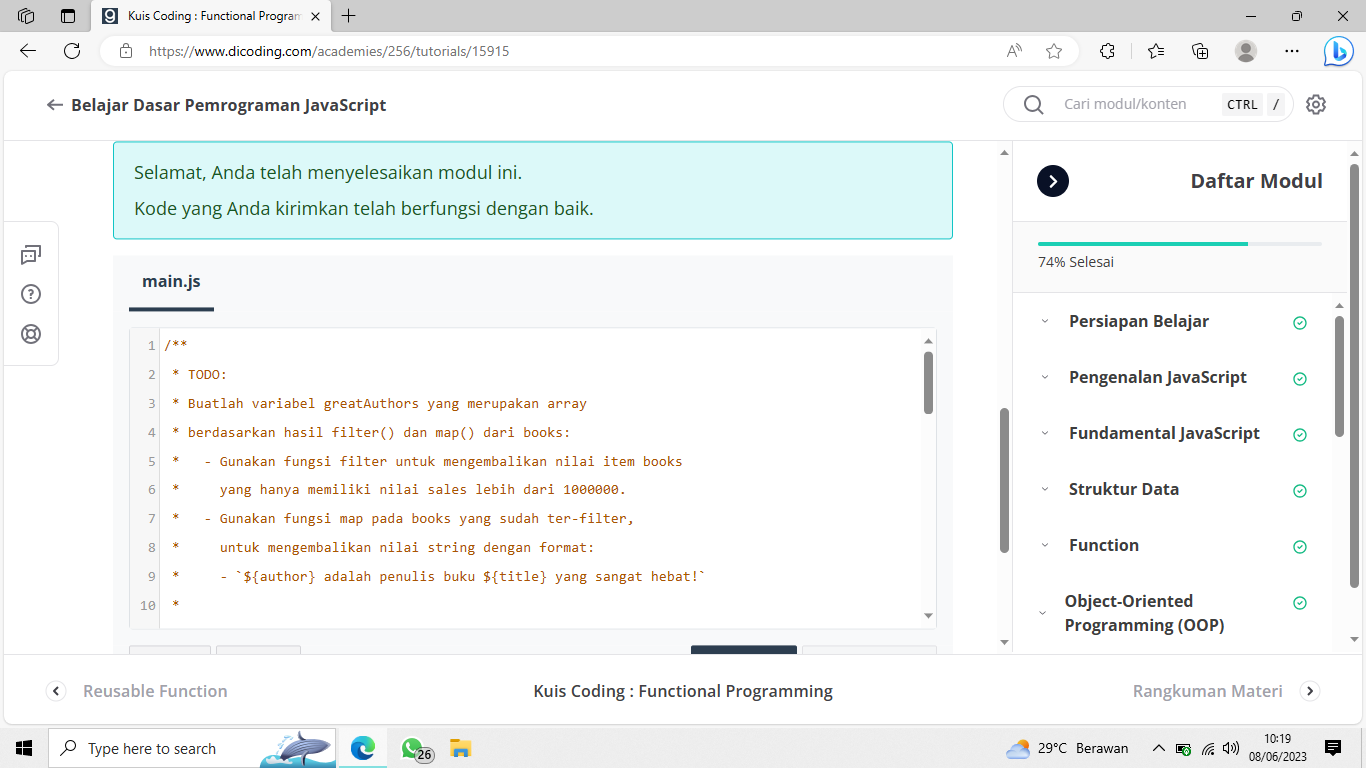 Kuis Coding : Functional Program
https://www.dicoding.com/academies/256/tutorials/15915
Belajar Dasar Pemrograman JavaScript
Cari modul/konten CTRL /
Selamat, Anda telah menyelesaikan modul ini.
Kode yang Anda kirimkan telah berfungsi dengan baik.
main.js
1 /**
2 * TODO:
3 * Buatlah variabel greatAuthors yang merupakan array
4 * berdasarkan hasil filter() dan map() dari books:
5 * - Gunakan fungsi filter untuk mengembalikan nilai item books
6 * yang hanya memiliki nilai sales lebih dari 1000000.
7 * - Gunakan fungsi map pada books yang sudah ter-filter,
8 * untuk mengembalikan nilai string dengan format:
9 * - `${author} adalah penulis buku ${title} yang sangat hebat!`
10 *
Daftar Modul
74% Selesai
Persiapan Belajar
Pengenalan JavaScript
Fundamental JavaScript
Struktur Data
Function
Object-Oriented
Programming (OOP)
Reusable Function
Kuis Coding : Functional Programming
Rangkuman Materi
Type here to search
26
29°C Berawan
10:19
08/06/2023